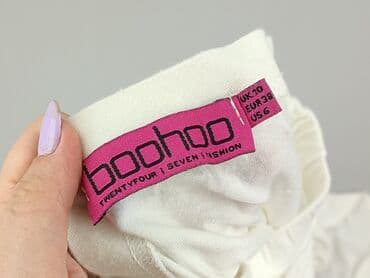 boohoo
TWENTYFOUR | SEVEN | FASHION
UK 10
EUR 38
US 6